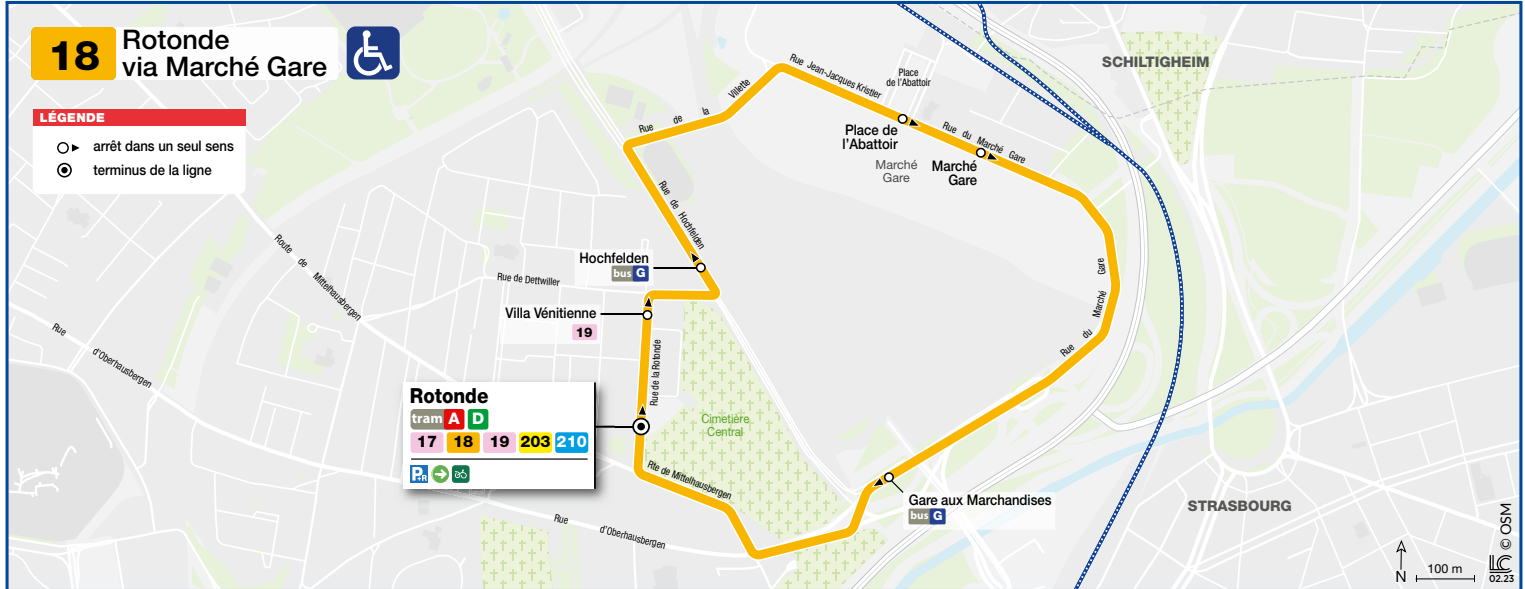 18
Rotonde
via Marché Gare
LÉGENDE
arrêt dans un seul sens
terminus de la ligne
SCHILTIGHEIM
Rue Jean-Jacques Kristler
Place
de l'Abattoir
Rue de la Villette
Place de
l'Abattoir
Rue du Marché Gare
Marché
Gare
Marché
Gare
Rue de Hochfelden
Route de Mittelhausbergen
Hochfelden
bus G
Rue de Dettwiller
Villa Vénitienne
19
Rue du Marché Gare
Rue d'Oberhausbergen
Rue de la Rotonde
Rotonde
tram A D
17 18 19 203 210
P+R
Cimetière
Central
Rte de Mittelhausbergen
Gare aux Marchandises
bus G
Rue d'Oberhausbergen
STRASBOURG
N
100 m
LC © OSM
02.23